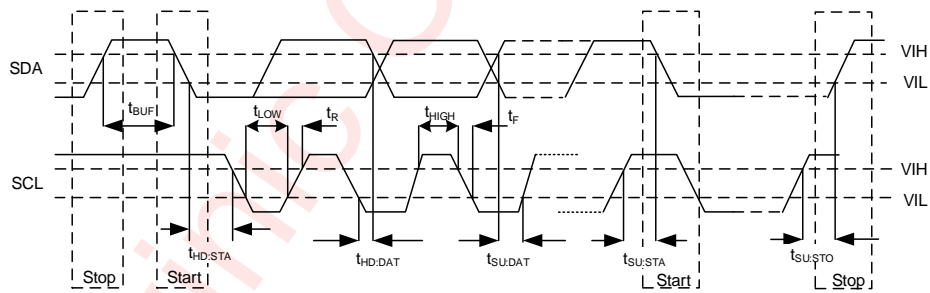 SDA
VIH
VIL
tBUF
tLOW
tR
tHIGH
tF
SCL
VIH
VIL
tHD:STA
tHD:DAT
tSU:DAT
tSU:STA
tSU:STO
Stop
Start
Start
Stop